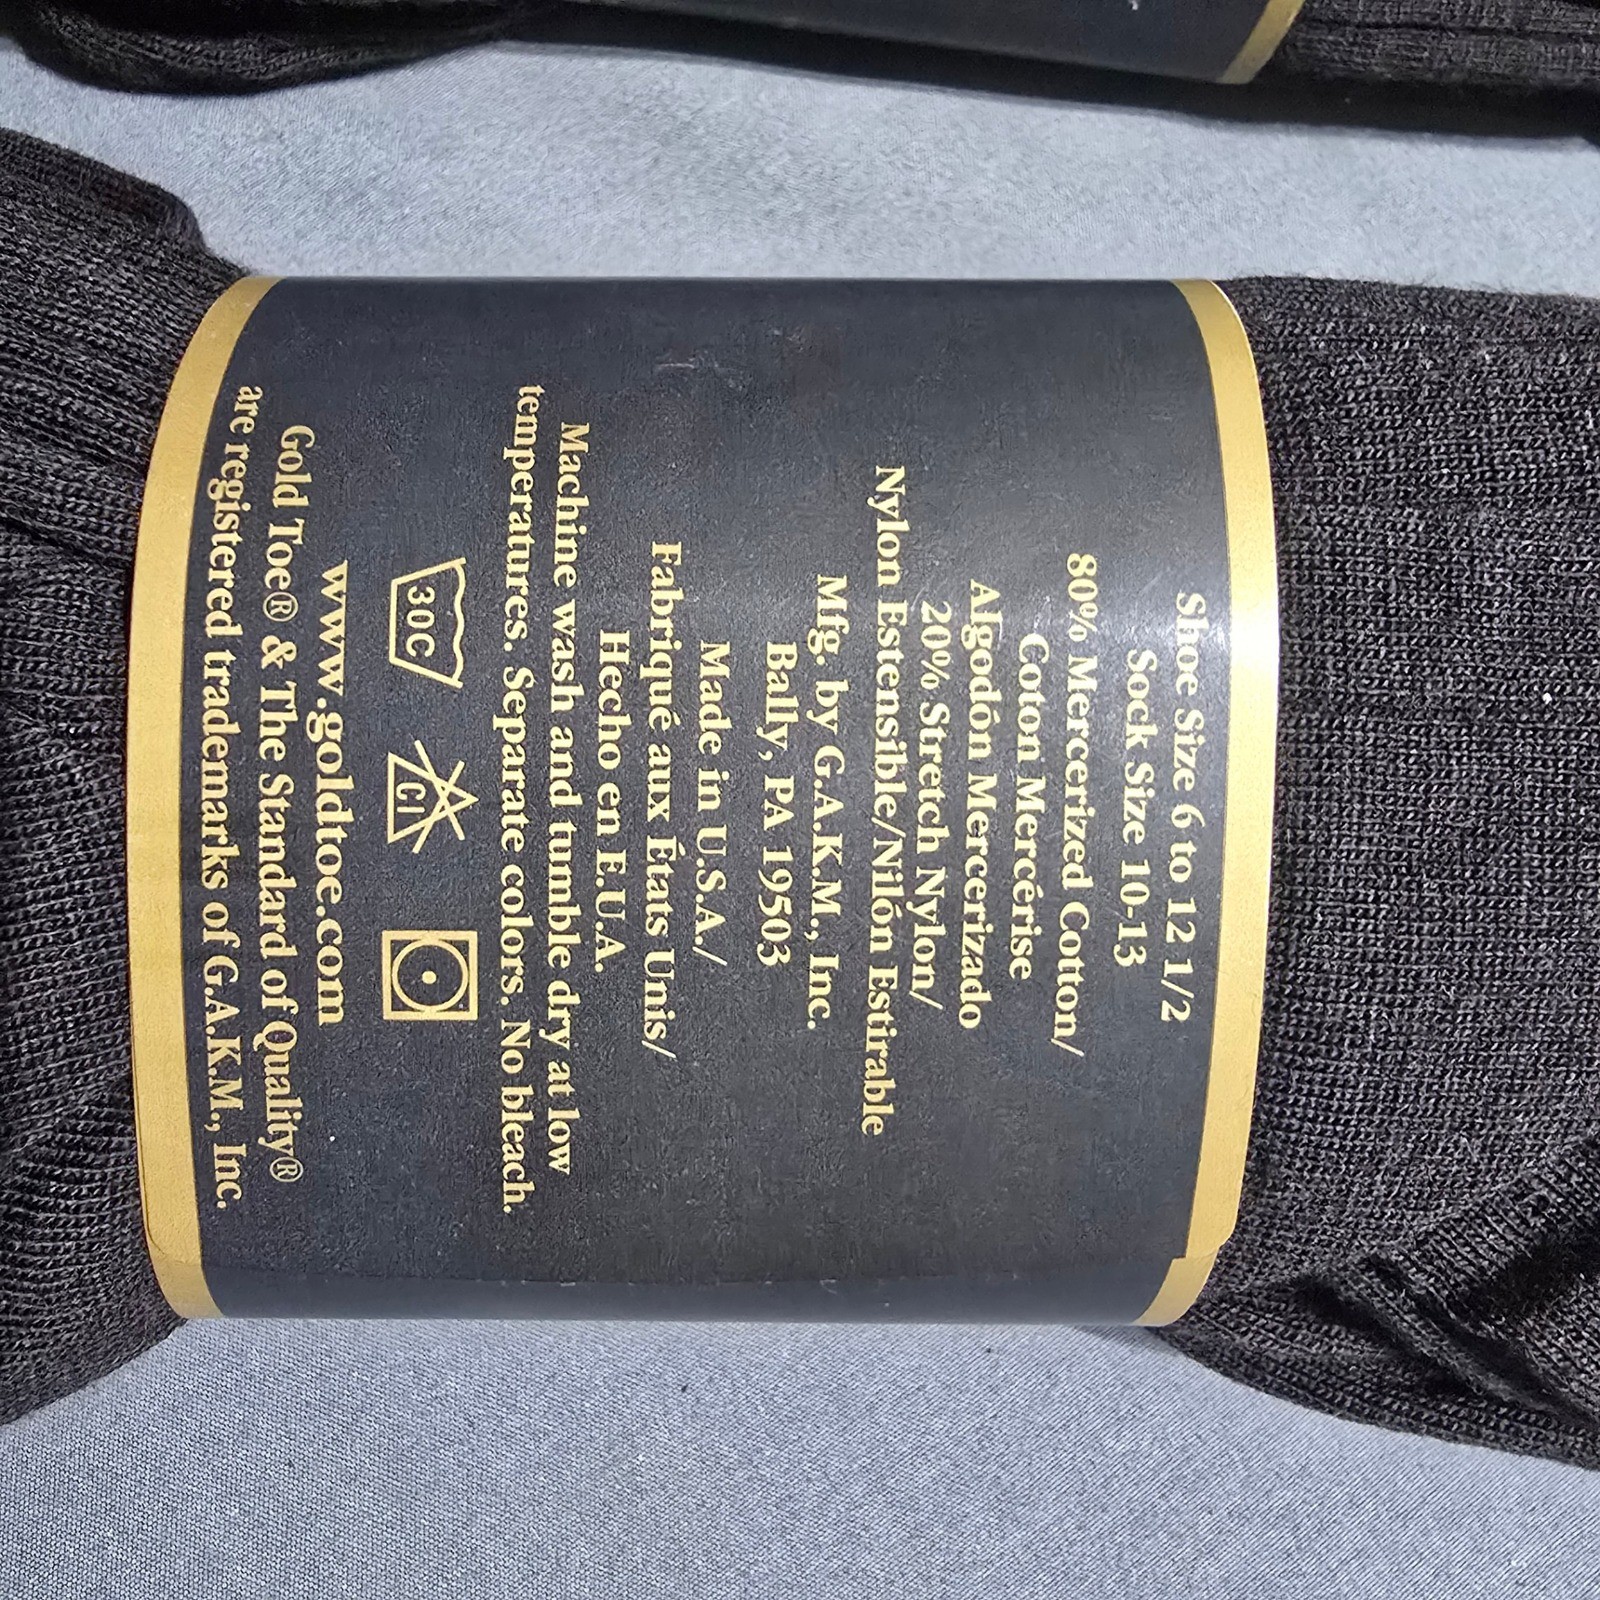 Shoe Size 6 to 12 1/2
Sock Size 10-13
80% Mercerized Cotton/
Coton Mercérise
Algodón Mercerizado
20% Stretch Nylon/
Nylon Estensible/Nilón Estirable
Mfg. by G.A.K.M., Inc.
Bally, PA 19503
Made in U.S.A./
Fabriqué aux États Unis/
Hecho en E.U.A.
Machine wash and tumble dry at low
temperatures. Separate colors. No bleach.
30C Cl
www.goldtoe.com
Gold Toe® & The Standard of Quality®
are registered trademarks of G.A.K.M., Inc.